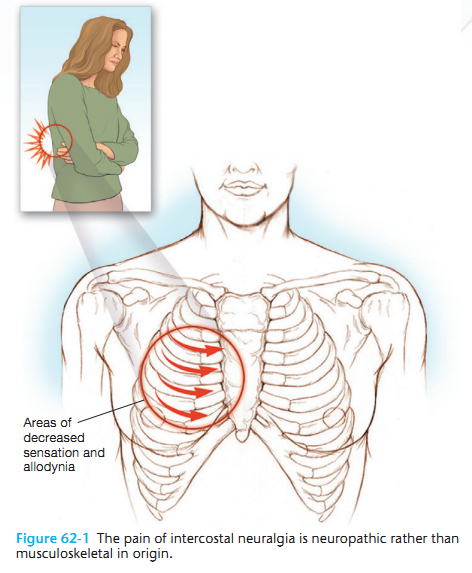 Areas of
decreased
sensation and
allodynia
Figure 62-1 The pain of intercostal neuralgia is neuropathic rather than
musculoskeletal in origin.